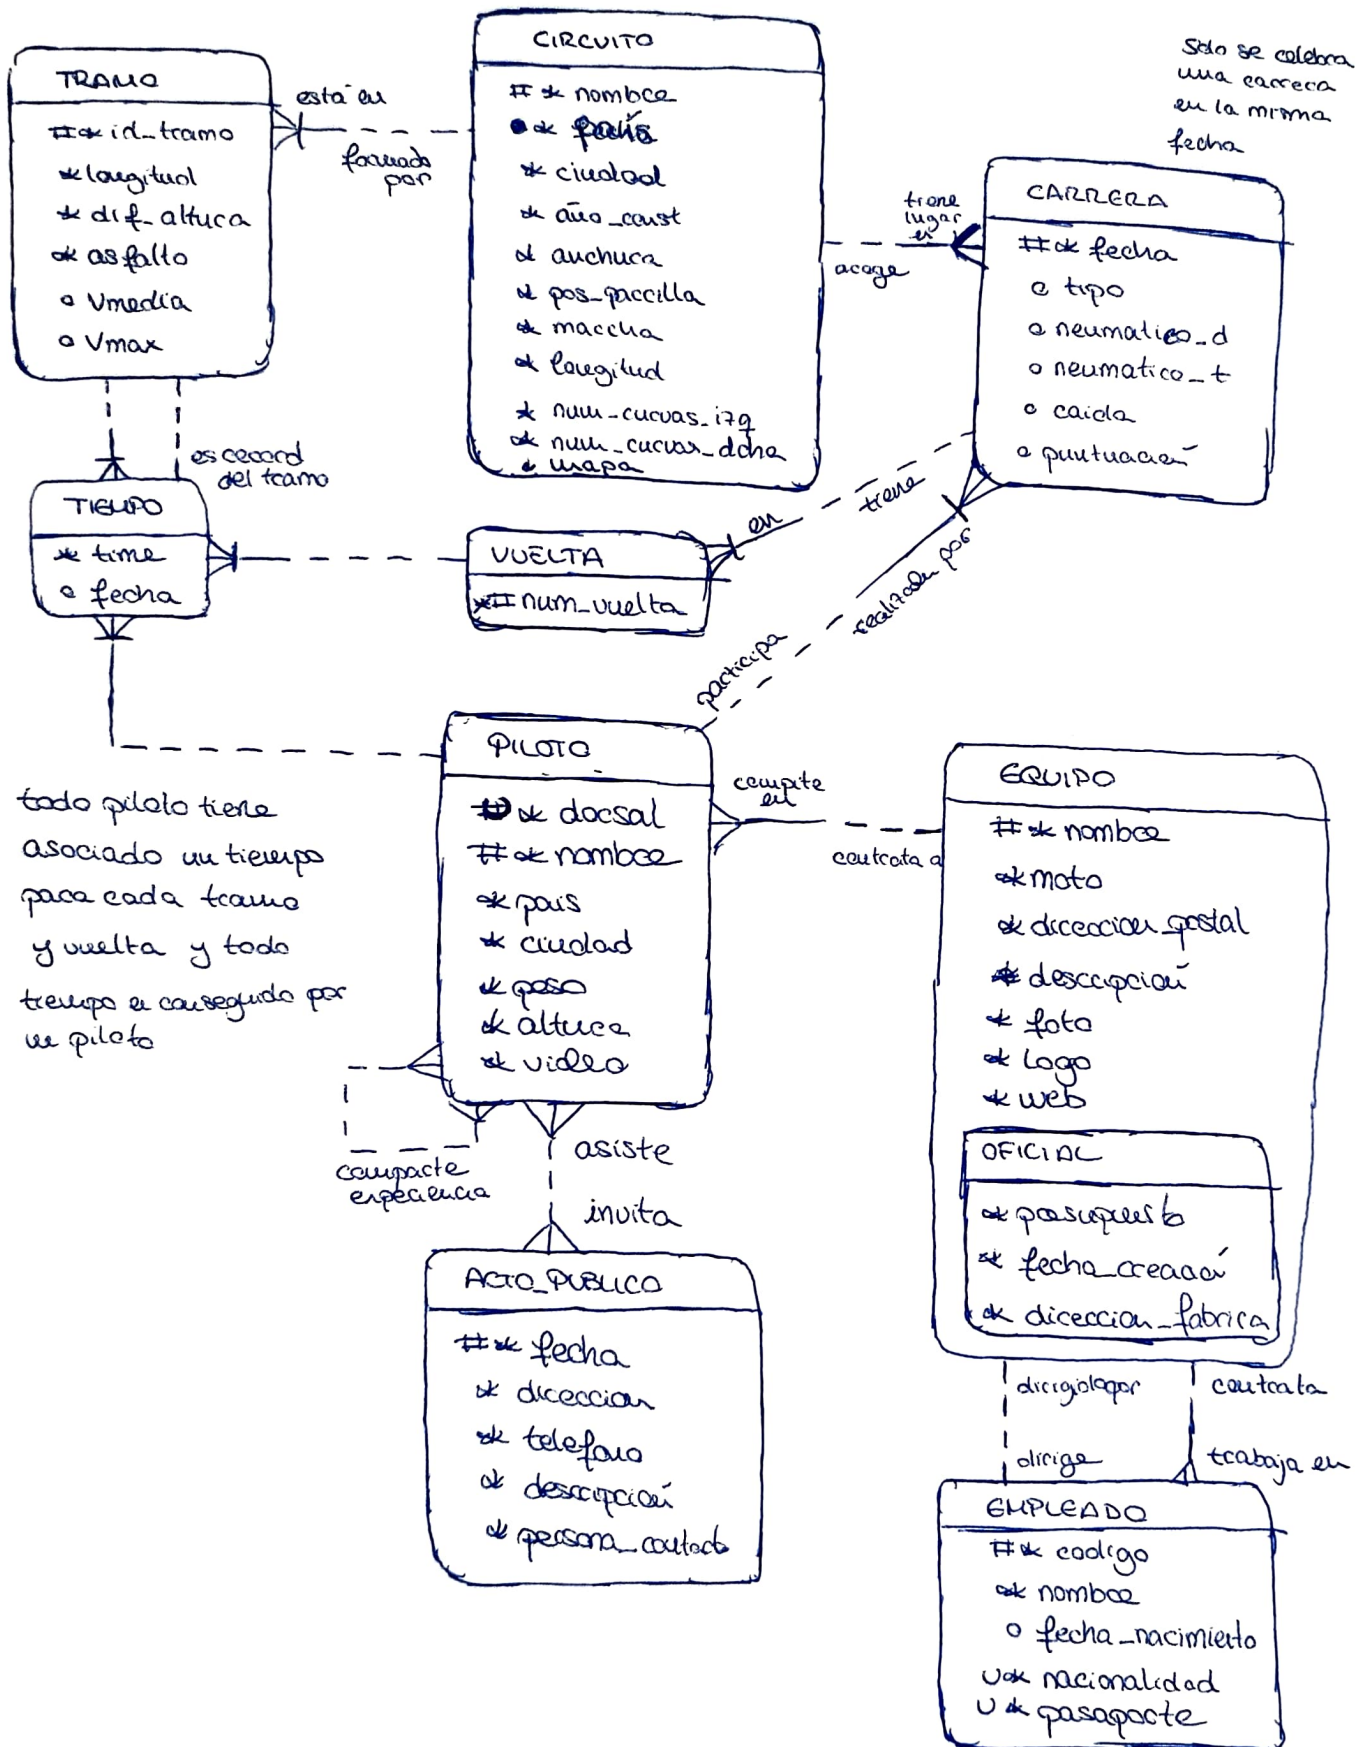 TRAMO
#* id_tramo
* longitud
* dif_altura
* asfalto
o Vmedia
o Vmax
está en
formado
por
CIRCUITO
#* nombre
* país
* ciudad
* año_const
* anchura
* pos_parrilla
* marcha
* longitud
* num_curvas_izq
* num_curvas_dcha
* mapa
Solo se celebra
una carrera
en la misma
fecha
tiene
lugar
en
acoge
CARRERA
#* fecha
o tipo
o neumatico_d
o neumatico_t
o caida
o puntuación
es record
del tramo
TIEMPO
* time
o fecha
VUELTA
*# num_vuelta
en
tiene
participa
realizada por
PILOTO
#* docsal
#* nombre
* pais
* ciudad
* peso
* altura
* video
todo piloto tiene
asociado un tiempo
para cada tramo
y vuelta y todo
tiempo es conseguido por
un piloto
compite
en
contrata a
comparte
experiencia
asiste
invita
ACTO_PUBLICO
#* fecha
* direccion
* telefono
* descripción
* persona_contacto
EQUIPO
#* nombre
* moto
* direccion_postal
* descripción
* foto
* logo
* web
OFICIAL
* presupuesto
* fecha_creación
* direccion_fabrica
dirigido por
contrata
dirige
trabaja en
EMPLEADO
#* codigo
* nombre
o fecha_nacimiento
U* nacionalidad
U* pasaporte